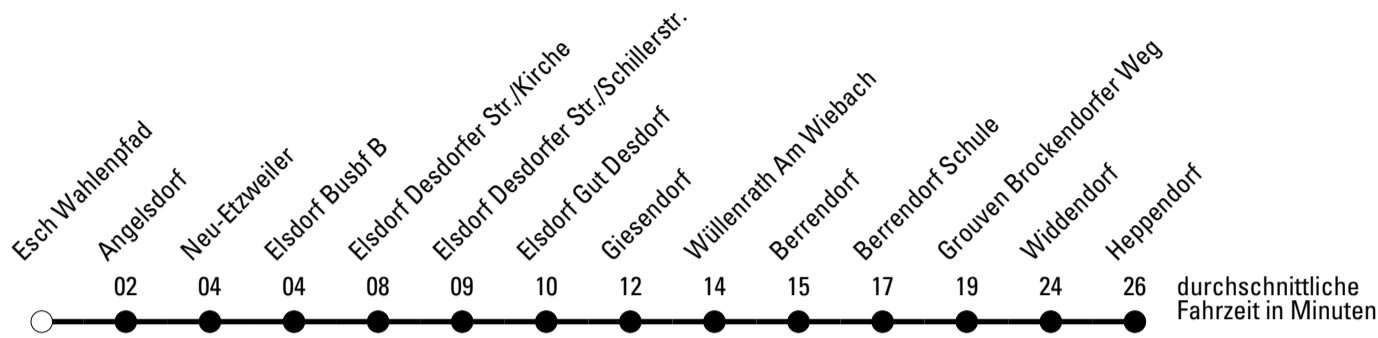 Esch Wahlenpfad
Angelsdorf
Neu-Etzweiler
Elsdorf Busbf B
Elsdorf Desdorfer Str./Kirche
Elsdorf Desdorfer Str./Schillerstr.
Elsdorf Gut Desdorf
Giesendorf
Wüllenrath Am Wiebach
Berrendorf
Berrendorf Schule
Grouven Brockendorfer Weg
Widdendorf
Heppendorf
02 04 04 08 09 10 12 14 15 17 19 24 26
durchschnittliche
Fahrzeit in Minuten